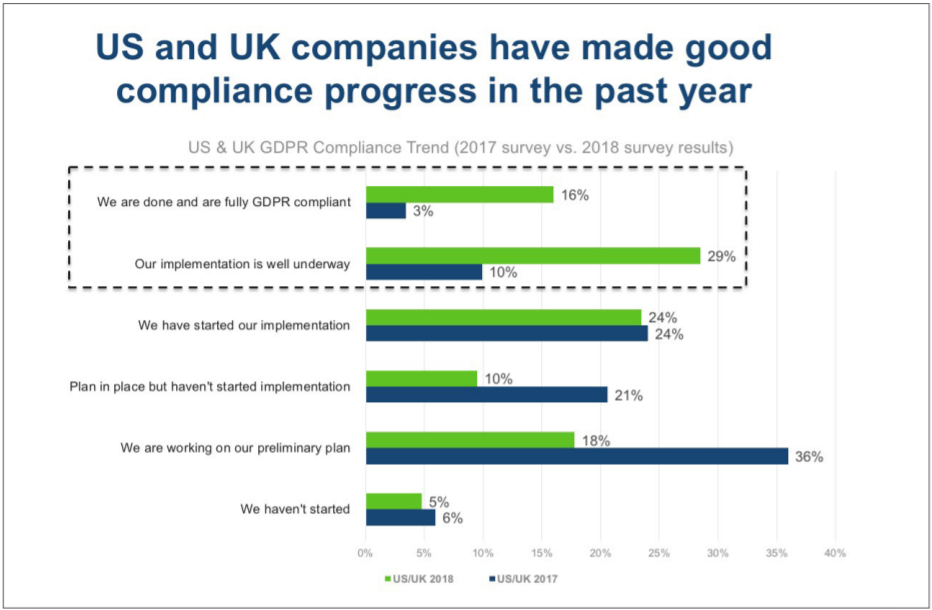 US and UK companies have made good
compliance progress in the past year
US & UK GDPR Compliance Trend (2017 survey vs. 2018 survey results)
We are done and are fully GDPR compliant
16%
3%
Our implementation is well underway
29%
10%
We have started our implementation
24%
24%
Plan in place but haven't started implementation
10%
21%
We are working on our preliminary plan
18%
36%
We haven't started
5%
6%
0% 5% 10% 15% 20% 25% 30% 35% 40%
US/UK 2018 US/UK 2017